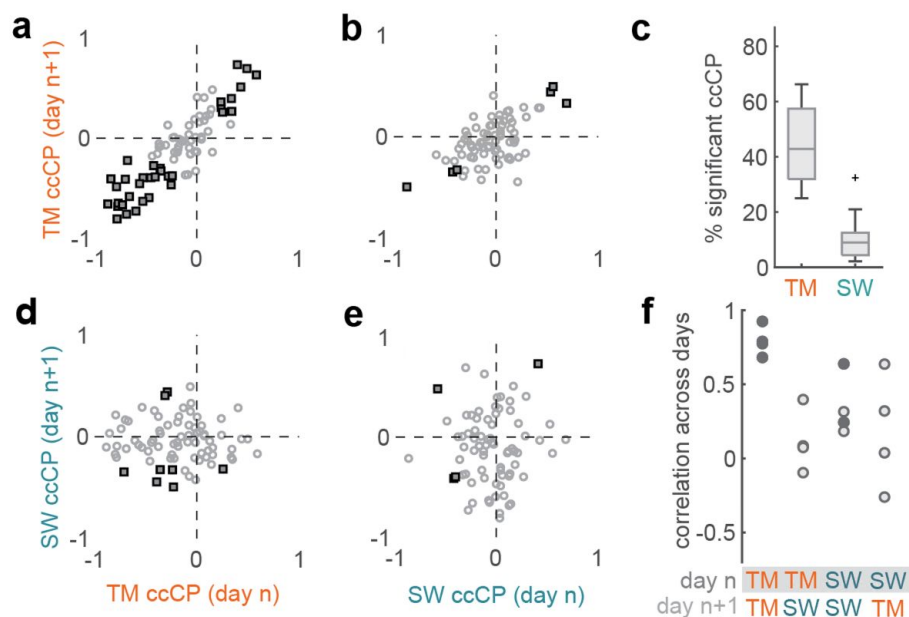 a
b
c
1
0
-1
-1
0
1
TM ccCP (day n+1)
1
0
-1
-1
0
1
% significant ccCP
80
60
40
20
0
TM SW
d
e
f
1
0
-1
-1
0
1
SW ccCP (day n+1)
TM ccCP (day n)
1
0
-1
-1
0
1
SW ccCP (day n)
correlation across days
1
0.5
0
-0.5
day n TM TM SW SW
day n+1 TM SW SW TM